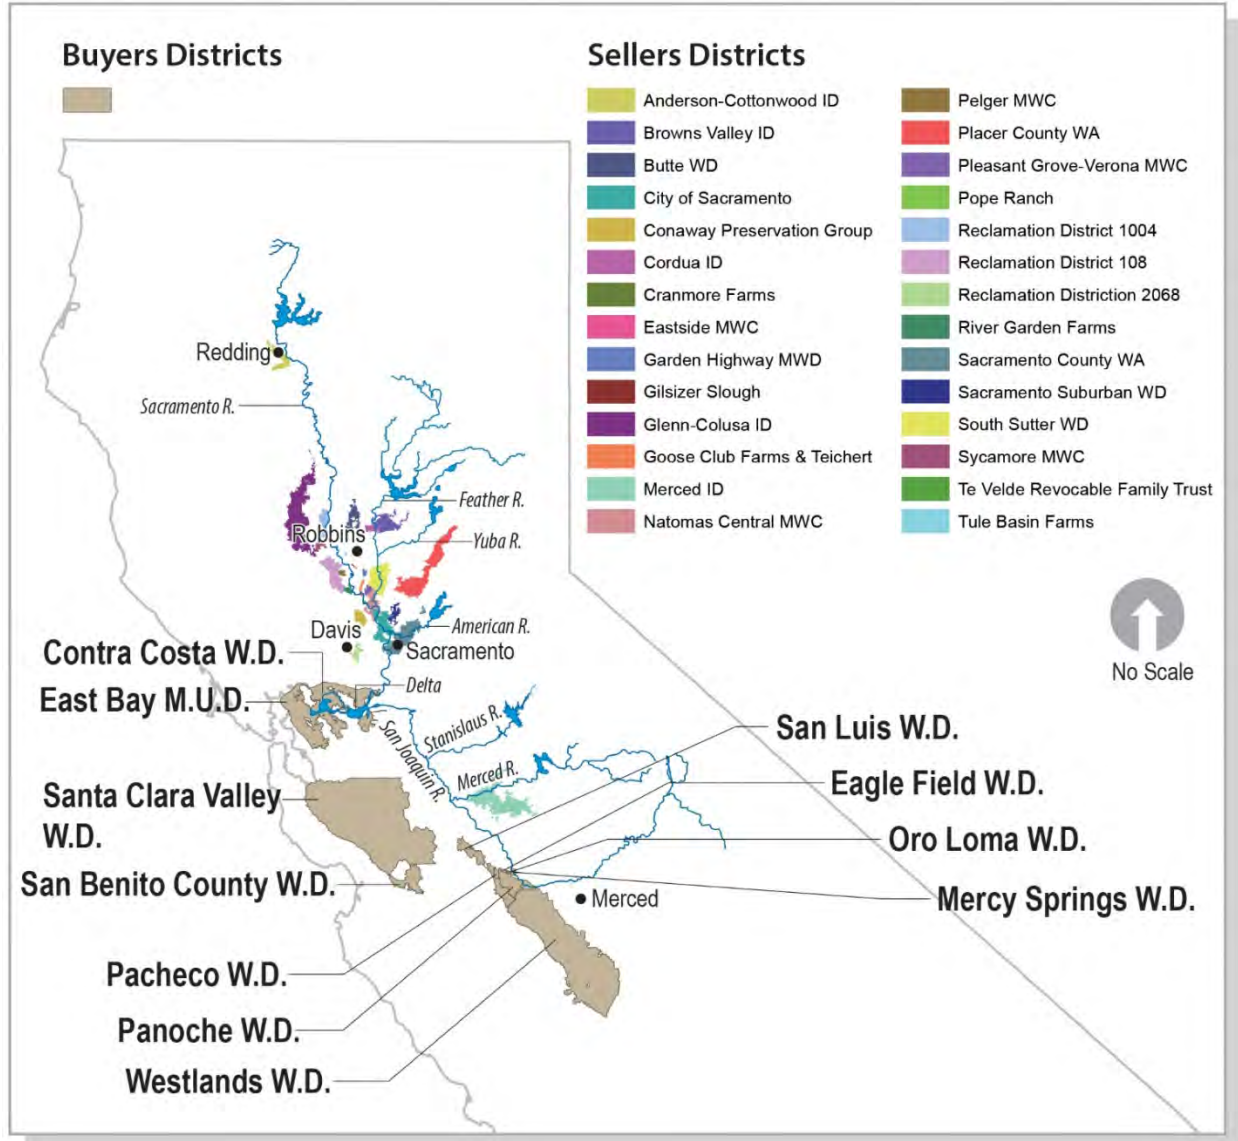 Buyers Districts
Sellers Districts
Anderson-Cottonwood ID
Browns Valley ID
Butte WD
City of Sacramento
Conaway Preservation Group
Cordua ID
Cranmore Farms
Eastside MWC
Garden Highway MWD
Gilsizer Slough
Glenn-Colusa ID
Goose Club Farms & Teichert
Merced ID
Natomas Central MWC
Pelger MWC
Placer County WA
Pleasant Grove-Verona MWC
Pope Ranch
Reclamation District 1004
Reclamation District 108
Reclamation Distriction 2068
River Garden Farms
Sacramento County WA
Sacramento Suburban WD
South Sutter WD
Sycamore MWC
Te Velde Revocable Family Trust
Tule Basin Farms
No Scale
Redding
Sacramento R.
Feather R.
Robbins
Yuba R.
Davis
American R.
Sacramento
Contra Costa W.D.
Delta
East Bay M.U.D.
Stanislaus R.
San Joaquin R.
Merced R.
San Luis W.D.
Eagle Field W.D.
Santa Clara Valley
W.D.
Oro Loma W.D.
San Benito County W.D.
Merced
Mercy Springs W.D.
Pacheco W.D.
Panoche W.D.
Westlands W.D.